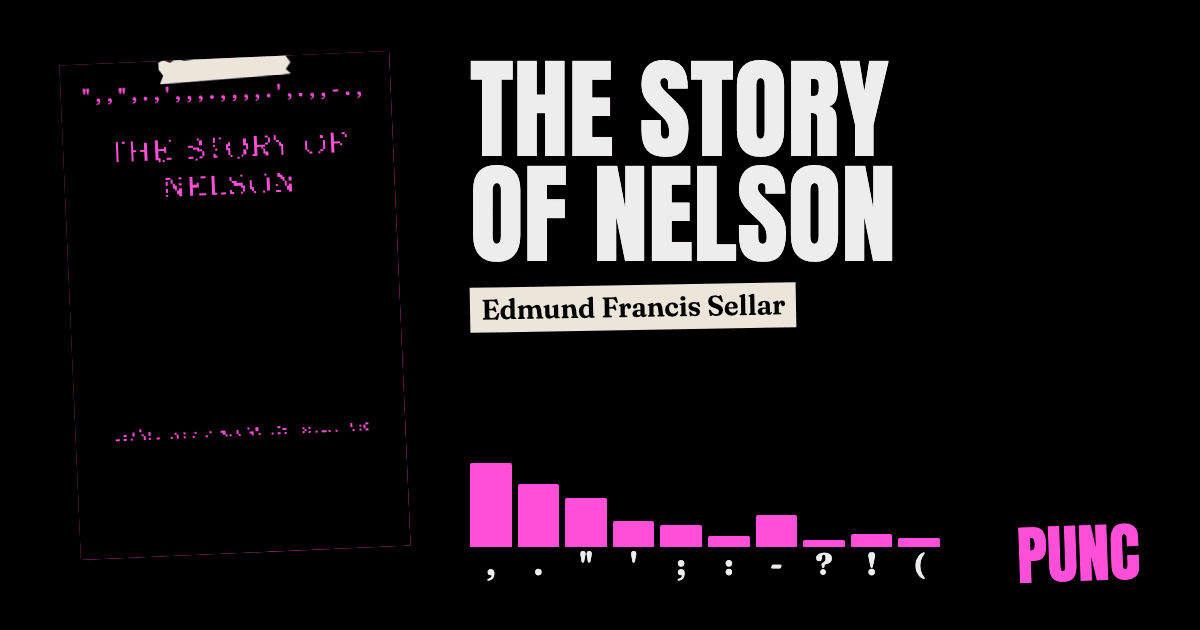 ",,",.,',,,.,,,,.',.,,-.,
THE STORY OF
NELSON
THE STORY
OF NELSON
Edmund Francis Sellar
, . " ' ; : - ? ! (
PUNC